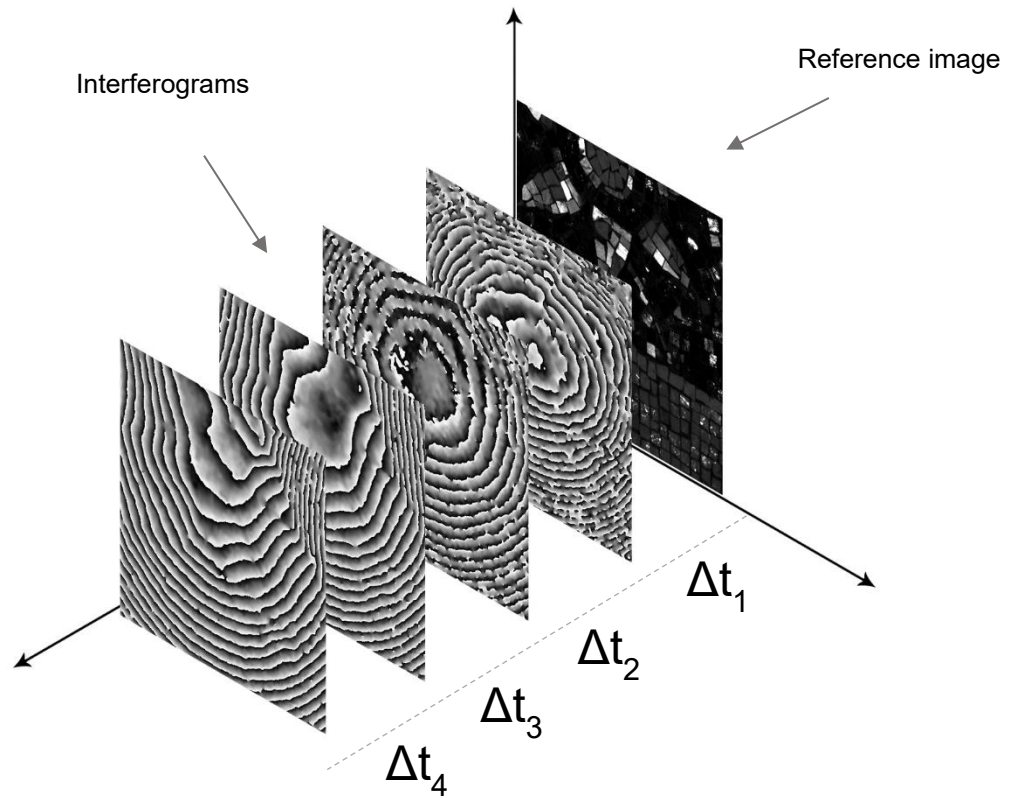 Reference image
Interferograms
Δt₁
Δt₂
Δt₃
Δt₄